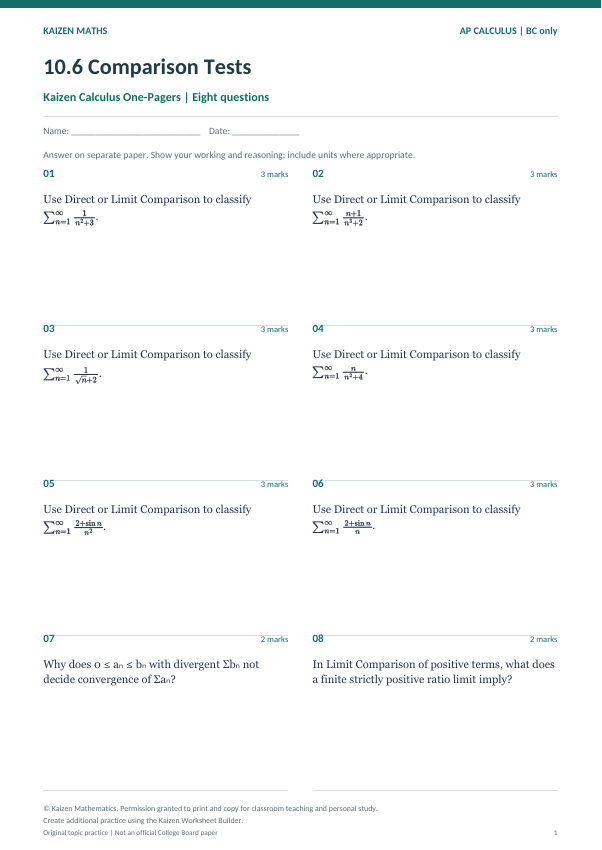 KAIZEN MATHS
AP CALCULUS | BC only
10.6 Comparison Tests
Kaizen Calculus One-Pagers | Eight questions
Name: ____________________________ Date: ______________
Answer on separate paper. Show your working and reasoning; include units where appropriate.
01 3 marks
Use Direct or Limit Comparison to classify
∑_{n=1}^{∞} 1/(n²+3).
02 3 marks
Use Direct or Limit Comparison to classify
∑_{n=1}^{∞} (n+1)/(n³+2).
03 3 marks
Use Direct or Limit Comparison to classify
∑_{n=1}^{∞} 1/(√n+2).
04 3 marks
Use Direct or Limit Comparison to classify
∑_{n=1}^{∞} n/(n²+4).
05 3 marks
Use Direct or Limit Comparison to classify
∑_{n=1}^{∞} (2+sin n)/n².
06 3 marks
Use Direct or Limit Comparison to classify
∑_{n=1}^{∞} (2+sin n)/n.
07 2 marks
Why does 0 ≤ aₙ ≤ bₙ with divergent Σbₙ not
decide convergence of Σaₙ?
08 2 marks
In Limit Comparison of positive terms, what does
a finite strictly positive ratio limit imply?
© Kaizen Mathematics. Permission granted to print and copy for classroom teaching and personal study.
Create additional practice using the Kaizen Worksheet Builder.
Original topic practice | Not an official College Board paper
1